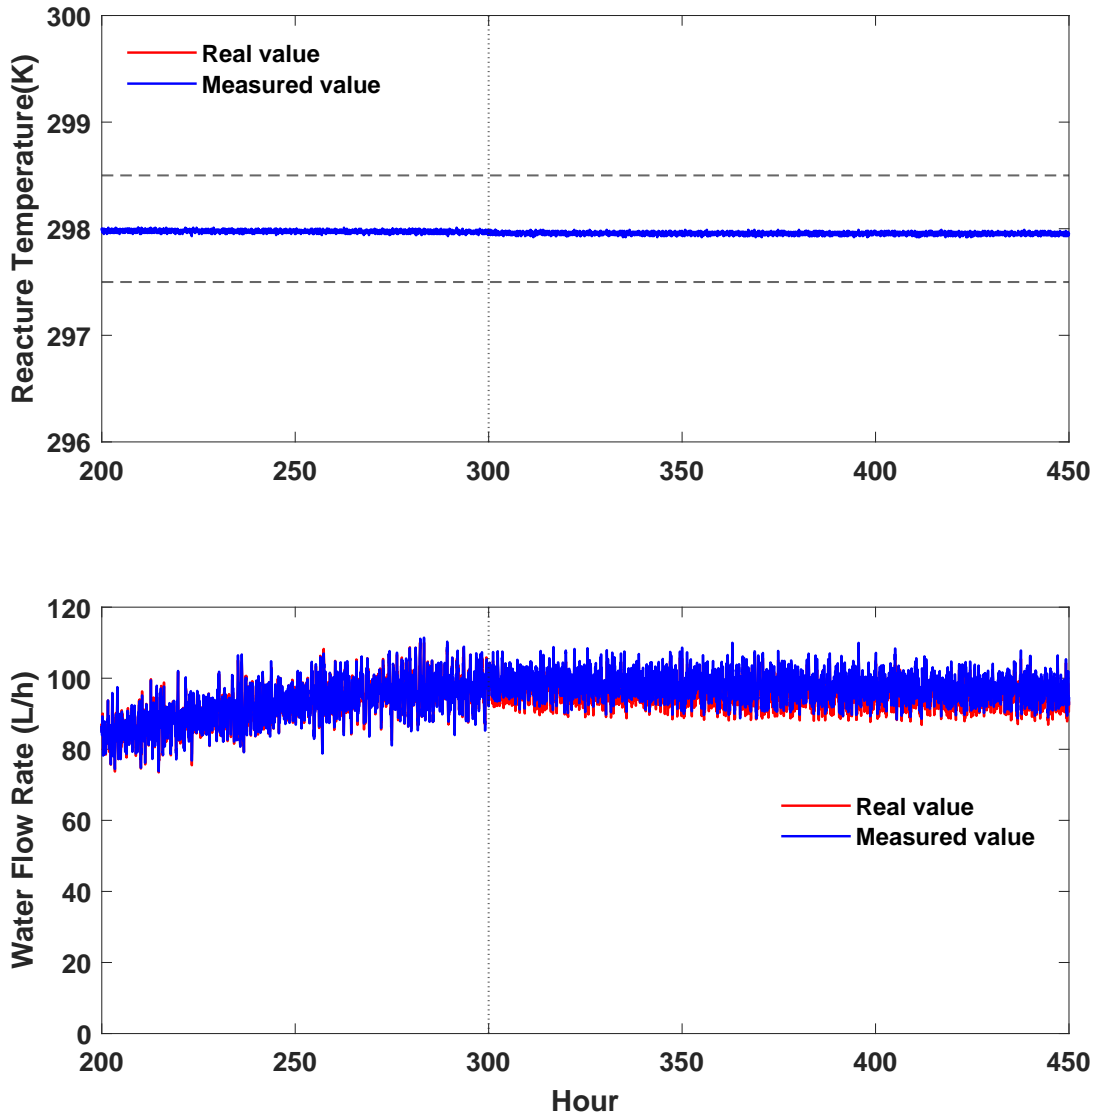 Reacture Temperature(K)
300
299
298
297
296
Real value
Measured value
200 250 300 350 400 450
Water Flow Rate (L/h)
120
100
80
60
40
20
0
Real value
Measured value
200 250 300 350 400 450
Hour